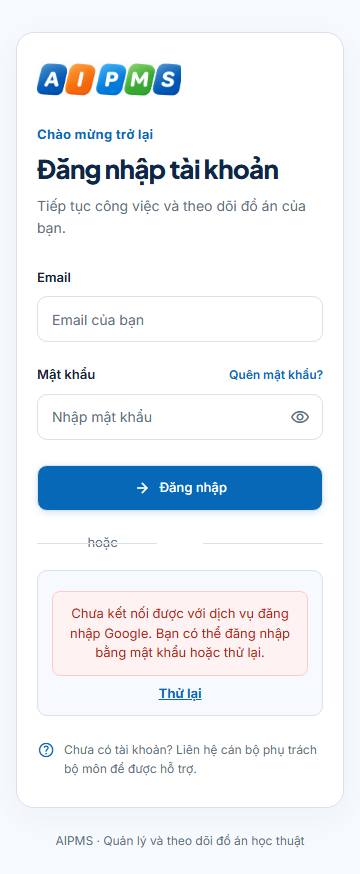 AIPMS
Chào mừng trở lại
Đăng nhập tài khoản
Tiếp tục công việc và theo dõi đồ án của
bạn.
Email
Email của bạn
Mật khẩu Quên mật khẩu?
Nhập mật khẩu
Đăng nhập
hoặc
Chưa kết nối được với dịch vụ đăng
nhập Google. Bạn có thể đăng nhập
bằng mật khẩu hoặc thử lại.
Thử lại
Chưa có tài khoản? Liên hệ cán bộ phụ trách
bộ môn để được hỗ trợ.
AIPMS · Quản lý và theo dõi đồ án học thuật